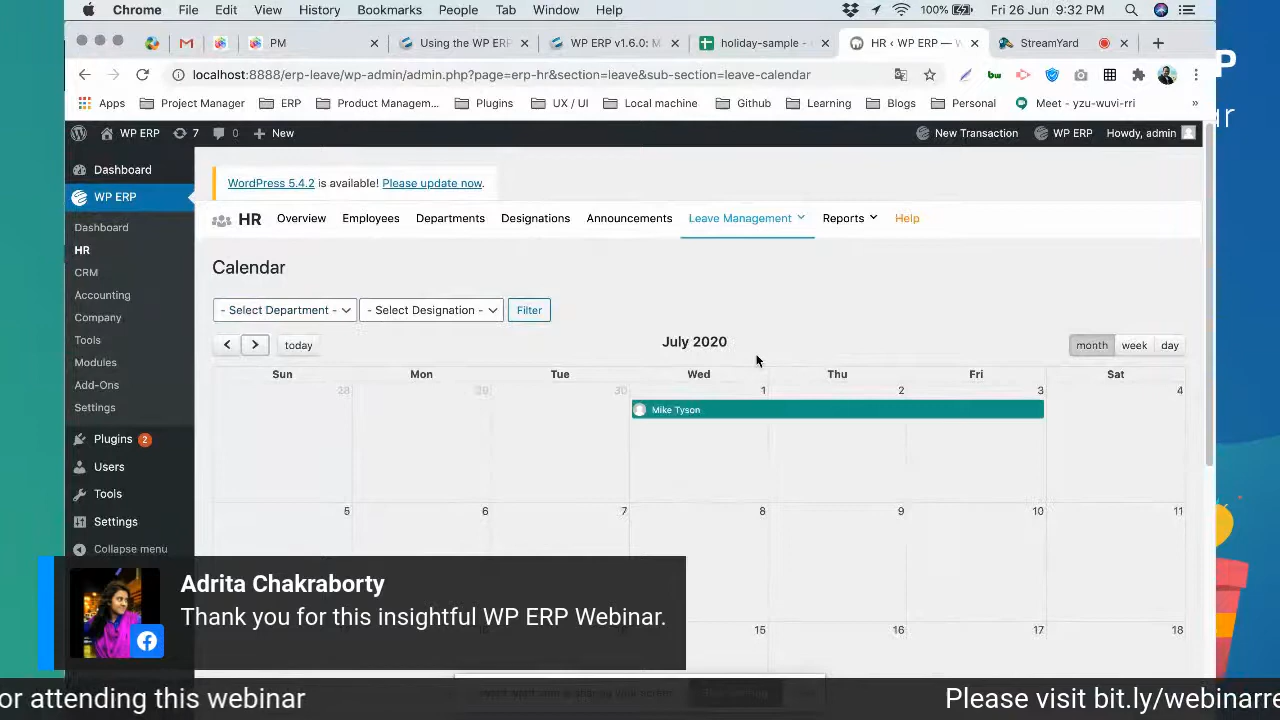 Chrome File Edit View History Bookmarks People Tab Window Help 100% Fri 26 Jun 9:32 PM
PM Using the WP ER WP ERP v1.6.0: M holiday-sample - HR ‹ WP ERP — W StreamYard
localhost:8888/erp-leave/wp-admin/admin.php?page=erp-hr&section=leave&sub-section=leave-calendar
Apps Project Manager ERP Product Managem... Plugins UX / UI Local machine Github Learning Blogs Personal Meet - yzu-wuvi-rri »
WP ERP 7 0 New New Transaction WP ERP Howdy, admin
Dashboard
WP ERP
Dashboard
HR
CRM
Accounting
Company
Tools
Modules
Add-Ons
Settings
Plugins 2
Users
Tools
Settings
Collapse menu
WordPress 5.4.2 is available! Please update now.
HR Overview Employees Departments Designations Announcements Leave Management Reports Help
Calendar
- Select Department - - Select Designation - Filter
today July 2020 month week day
Sun Mon Tue Wed Thu Fri Sat
28 29 30 1 2 3 4
Mike Tyson
5 6 7 8 9 10 11
15 16 17 18
Adrita Chakraborty
Thank you for this insightful WP ERP Webinar.
or attending this webinar Please visit bit.ly/webinarre